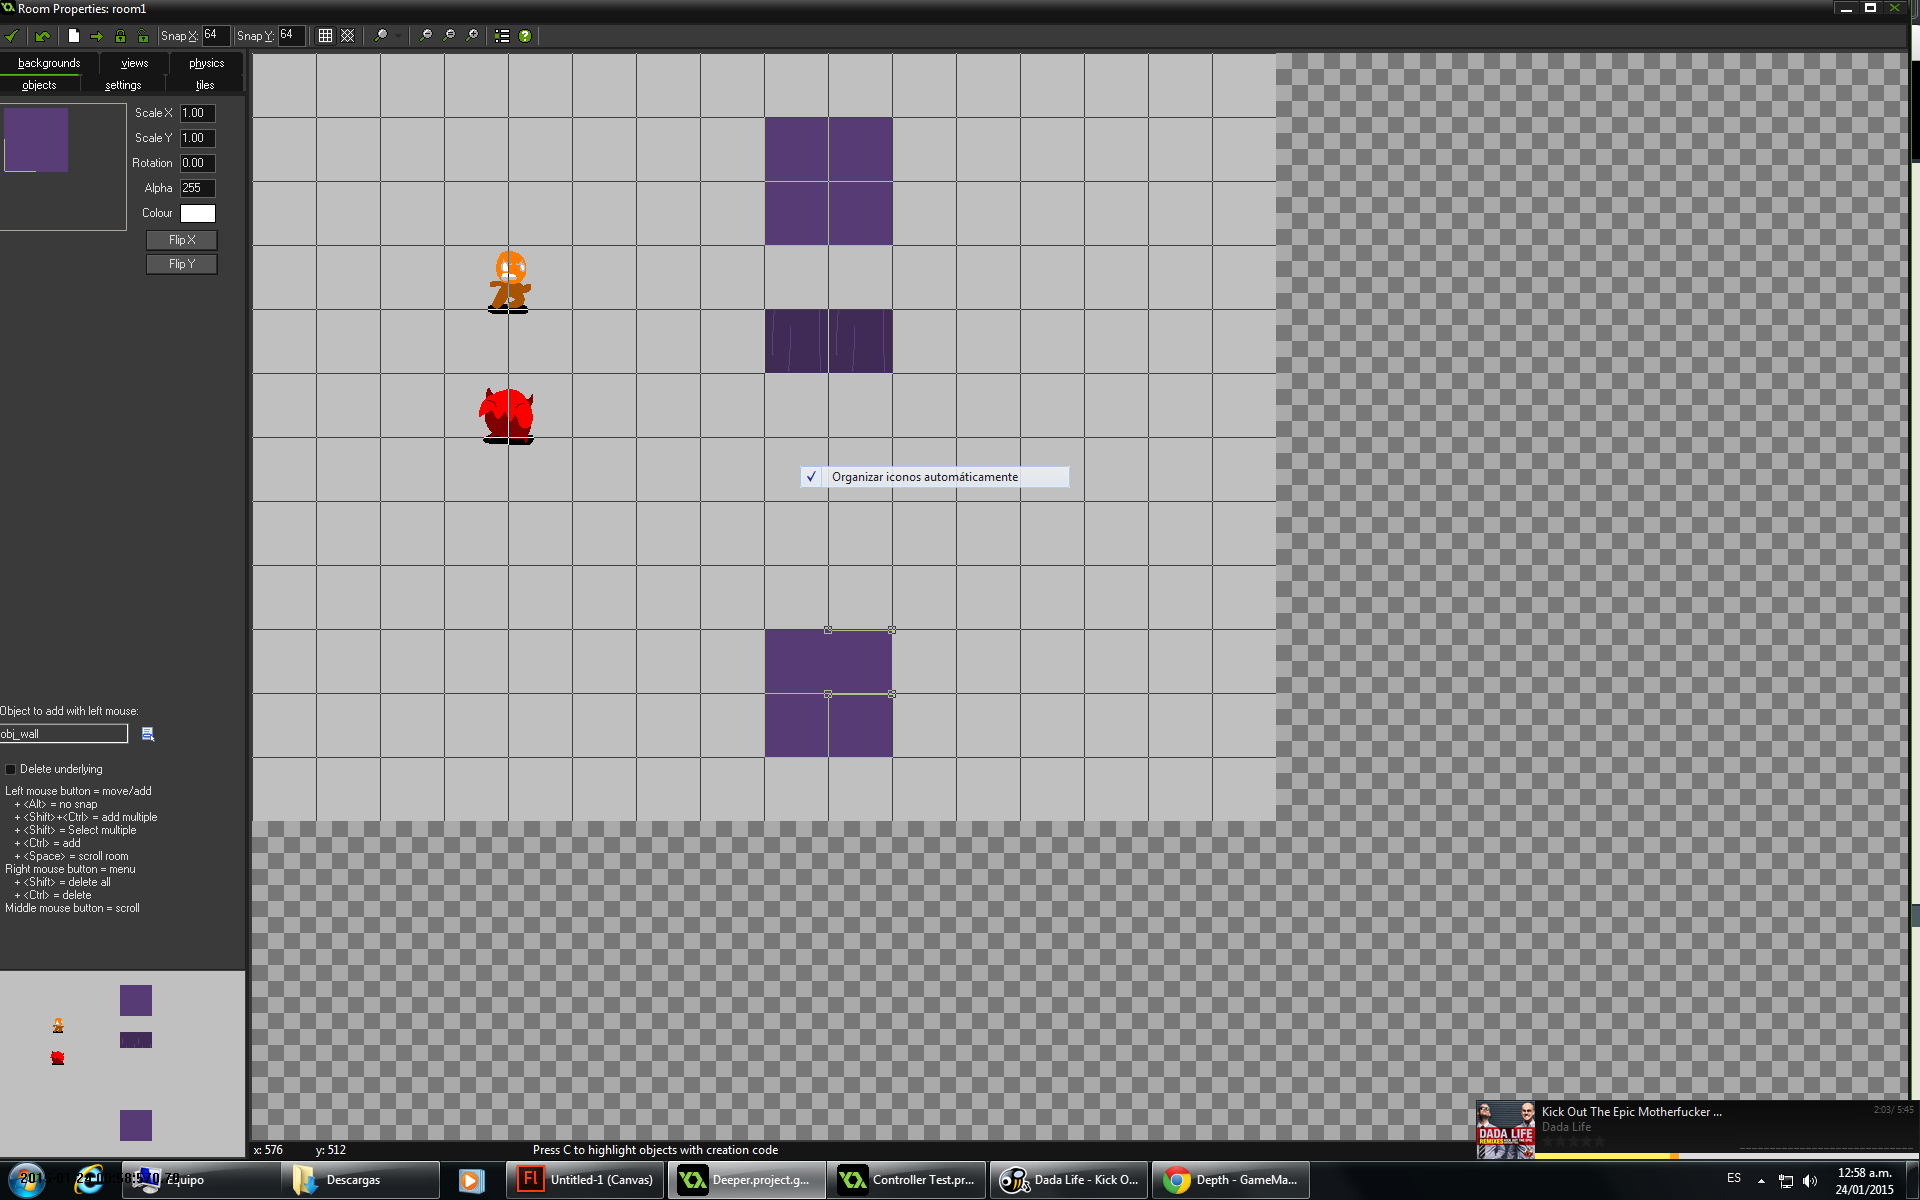 Room Properties: room1
Snap X: 64 Snap Y: 64
backgrounds views physics
objects settings tiles
Scale X 1.00
Scale Y 1.00
Rotation 0.00
Alpha 255
Colour
Flip X
Flip Y
Organizar iconos automáticamente
Object to add with left mouse:
obj_wall
Delete underlying
Left mouse button = move/add
+ <Alt> = no snap
+ <Shift>+<Ctrl> = add multiple
+ <Shift> = Select multiple
+ <Ctrl> = add
+ <Space> = scroll room
Right mouse button = menu
+ <Shift> = delete all
+ <Ctrl> = delete
Middle mouse button = scroll
x: 576 y: 512 Press C to highlight objects with creation code
Kick Out The Epic Motherfucker ...
2:03/ 5:45
Dada Life
DADA LIFE
Equipo
Descargas
Fl Untitled-1 (Canvas)
Deeper.project.g...
Controller Test.pr...
Dada Life - Kick O...
Depth - GameMa...
ES
12:58 a.m.
24/01/2015